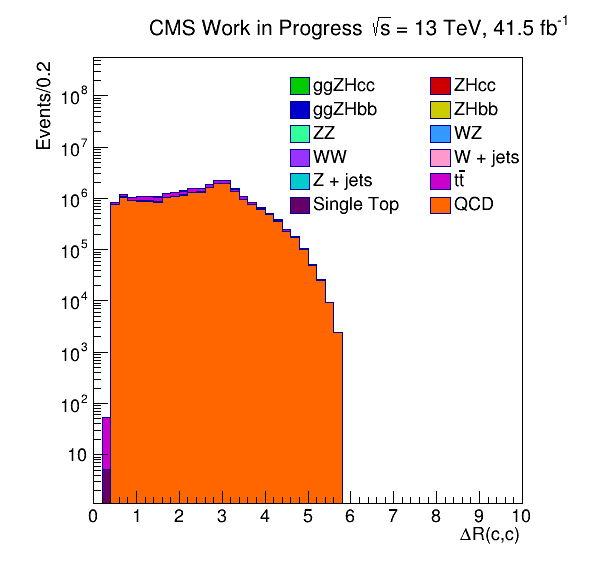 CMS Work in Progress √s = 13 TeV, 41.5 fb⁻¹
Events/0.2
ggZHcc ZHcc
ggZHbb ZHbb
ZZ WZ
WW W + jets
Z + jets tt̄
Single Top QCD
10⁸
10⁷
10⁶
10⁵
10⁴
10³
10²
10
0 1 2 3 4 5 6 7 8 9 10
ΔR(c,c)